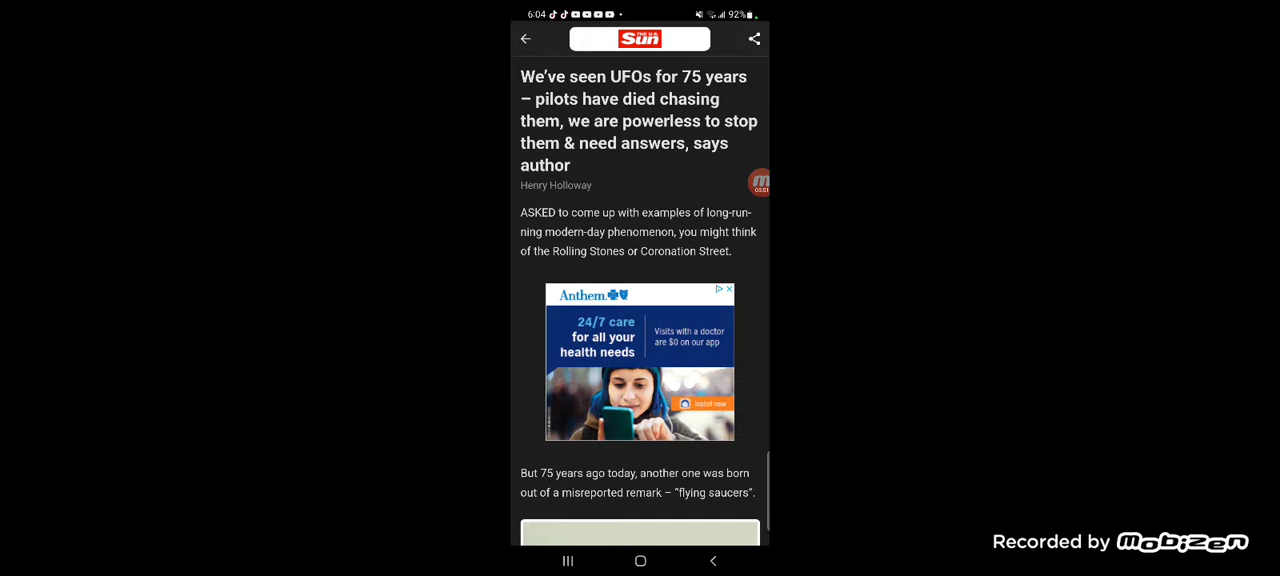 6:04
92%
THE U.S.
Sun
We've seen UFOs for 75 years
– pilots have died chasing
them, we are powerless to stop
them & need answers, says
author
Henry Holloway
00:51
ASKED to come up with examples of long-run-
ning modern-day phenomenon, you might think
of the Rolling Stones or Coronation Street.
Anthem.
24/7 care
for all your
health needs
Visits with a doctor
are $0 on our app
Install now
But 75 years ago today, another one was born
out of a misreported remark – "flying saucers".
Recorded by mobizen